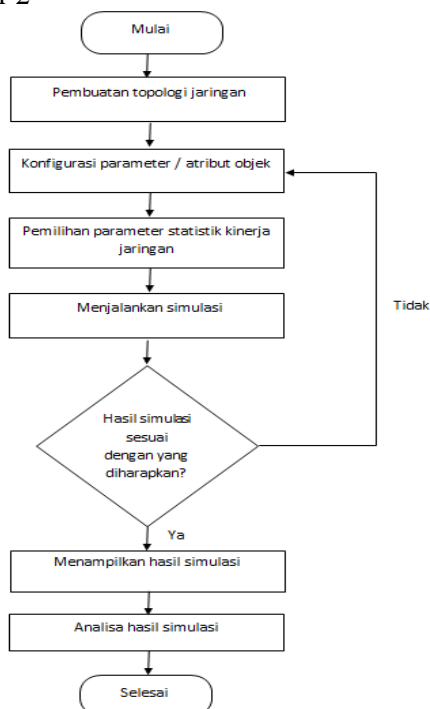 Mulai
Pembuatan topologi jaringan
Konfigurasi parameter / atribut objek
Pemilihan parameter statistik kinerja
jaringan
Menjalankan simulasi
Tidak
Hasil simulasi
sesuai
dengan yang
diharapkan?
Ya
Menampilkan hasil simulasi
Analisa hasil simulasi
Selesai